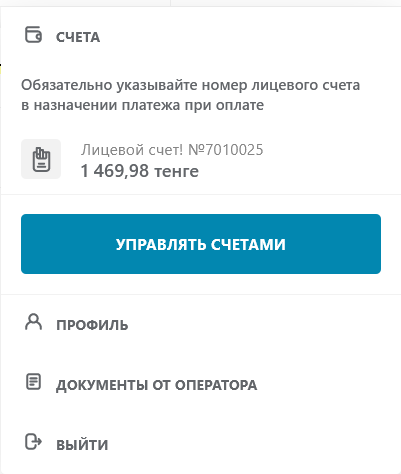 СЧЕТА
Обязательно указывайте номер лицевого счета
в назначении платежа при оплате
Лицевой счет! №7010025
1 469,98 тенге
УПРАВЛЯТЬ СЧЕТАМИ
ПРОФИЛЬ
ДОКУМЕНТЫ ОТ ОПЕРАТОРА
ВЫЙТИ